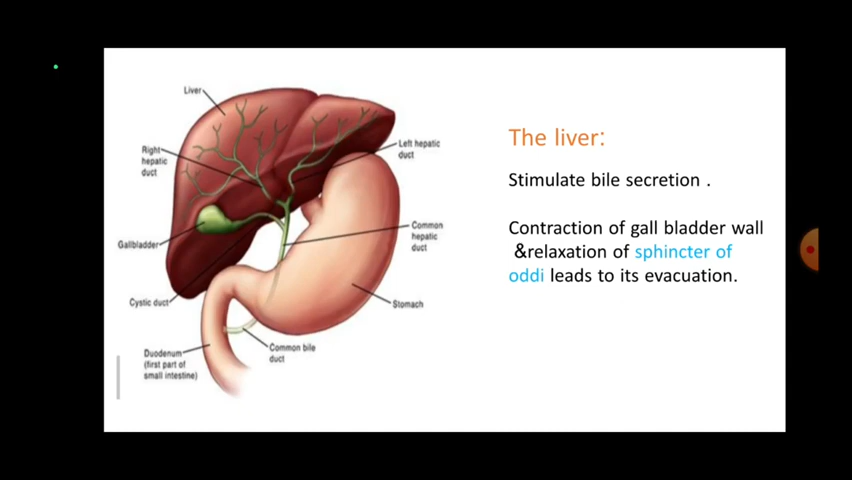 Liver
Right
hepatic
duct
Left hepatic
duct
Gallbladder
Common
hepatic
duct
Cystic duct
Stomach
Common bile
duct
Duodenum
(first part of
small intestine)
The liver:
Stimulate bile secretion .
Contraction of gall bladder wall
&relaxation of sphincter of
oddi leads to its evacuation.